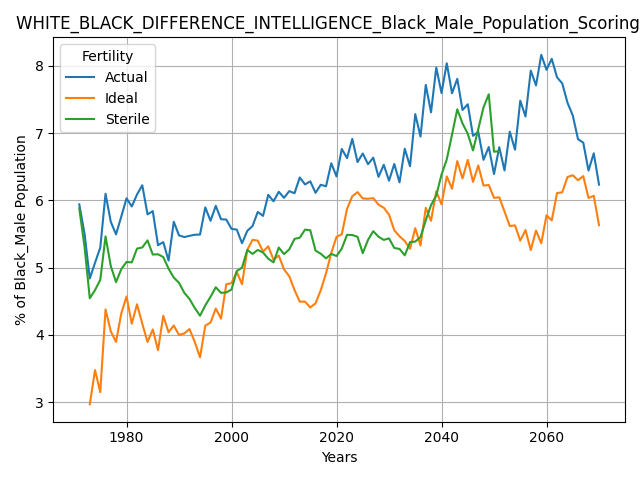 WHITE_BLACK_DIFFERENCE_INTELLIGENCE_Black_Male_Population_Scoring
Fertility
Actual
Ideal
Sterile
% of Black_Male Population
8
7
6
5
4
3
1980 2000 2020 2040 2060
Years